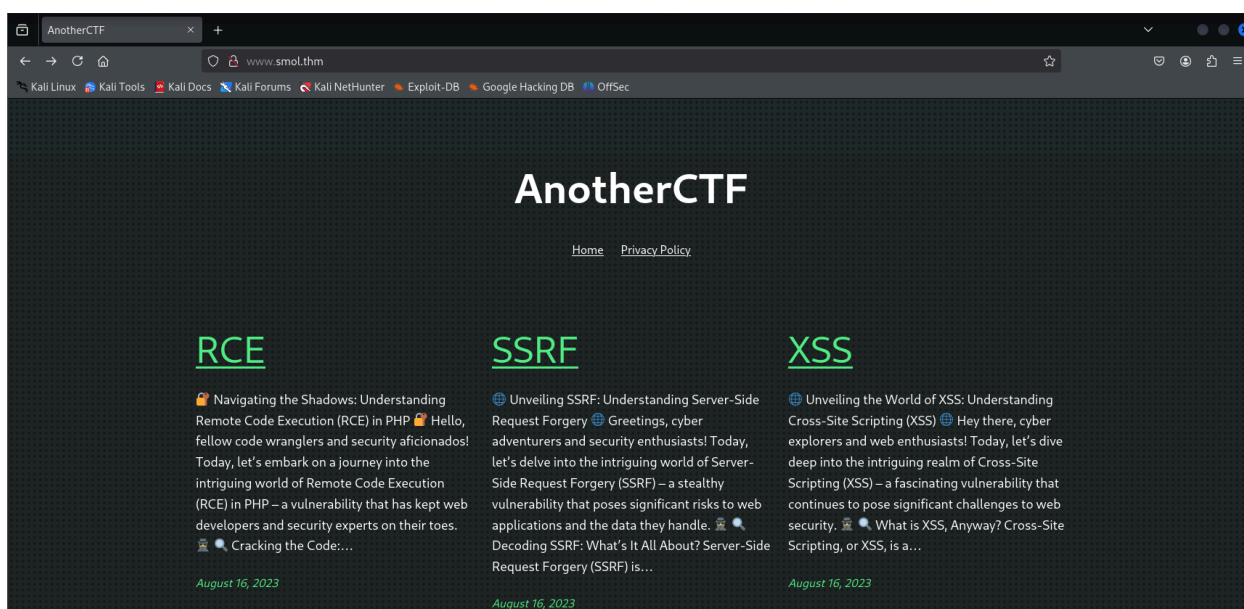 AnotherCTF
www.smol.thm
Kali Linux Kali Tools Kali Docs Kali Forums Kali NetHunter Exploit-DB Google Hacking DB OffSec
AnotherCTF
Home Privacy Policy
RCE
🔐 Navigating the Shadows: Understanding
Remote Code Execution (RCE) in PHP 🔐 Hello,
fellow code wranglers and security aficionados!
Today, let’s embark on a journey into the
intriguing world of Remote Code Execution
(RCE) in PHP – a vulnerability that has kept web
developers and security experts on their toes.
🕵️ 🔍 Cracking the Code:…
August 16, 2023
SSRF
🌐 Unveiling SSRF: Understanding Server-Side
Request Forgery 🌐 Greetings, cyber
adventurers and security enthusiasts! Today,
let’s delve into the intriguing world of Server-
Side Request Forgery (SSRF) – a stealthy
vulnerability that poses significant risks to web
applications and the data they handle. 🕵️ 🔍
Decoding SSRF: What’s It All About? Server-Side
Request Forgery (SSRF) is…
August 16, 2023
XSS
🌐 Unveiling the World of XSS: Understanding
Cross-Site Scripting (XSS) 🌐 Hey there, cyber
explorers and web enthusiasts! Today, let’s dive
deep into the intriguing realm of Cross-Site
Scripting (XSS) – a fascinating vulnerability that
continues to pose significant challenges to web
security. 🕵️ 🔍 What is XSS, Anyway? Cross-Site
Scripting, or XSS, is a…
August 16, 2023